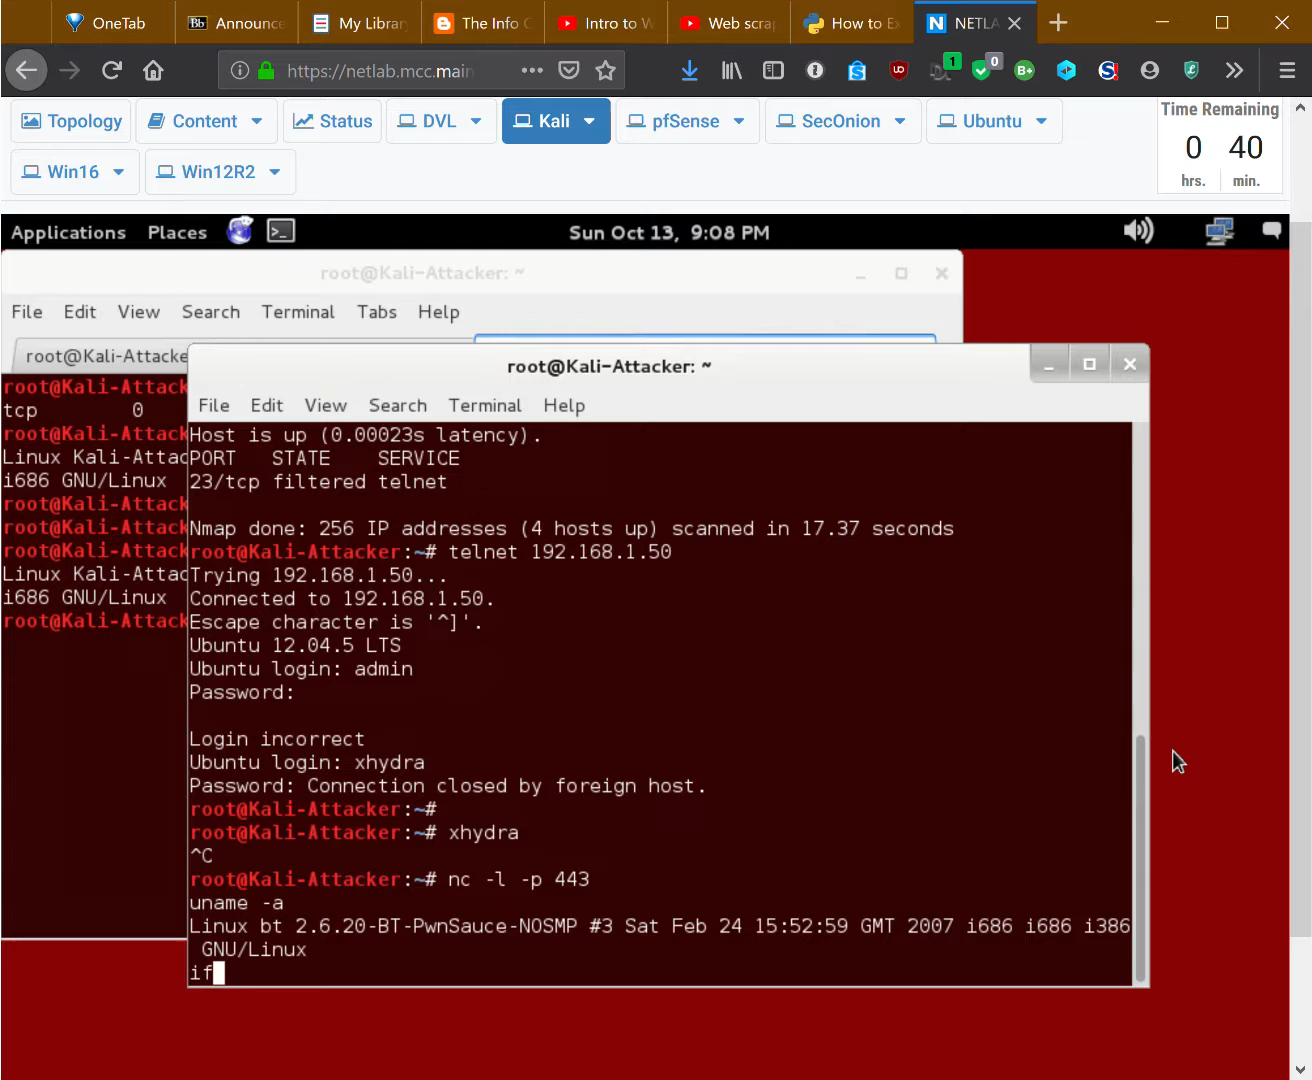 OneTab
Announce
My Library
The Info
Intro to W
Web scra
How to Ex
NETLA
https://netlab.mcc.main
1
0
Topology
Content
Status
DVL
Kali
pfSense
SecOnion
Ubuntu
Time Remaining
0 40
hrs. min.
Win16
Win12R2
Applications Places
Sun Oct 13, 9:08 PM
root@Kali-Attacker: ~
File Edit View Search Terminal Tabs Help
root@Kali-Attacke
root@Kali-Attack
tcp 0
root@Kali-Attack
Linux Kali-Attac
i686 GNU/Linux
root@Kali-Attack
root@Kali-Attack
root@Kali-Attack
Linux Kali-Attac
i686 GNU/Linux
root@Kali-Attack
root@Kali-Attacker: ~
File Edit View Search Terminal Help
Host is up (0.00023s latency).
PORT STATE SERVICE
23/tcp filtered telnet
Nmap done: 256 IP addresses (4 hosts up) scanned in 17.37 seconds
root@Kali-Attacker:~# telnet 192.168.1.50
Trying 192.168.1.50...
Connected to 192.168.1.50.
Escape character is '^]'.
Ubuntu 12.04.5 LTS
Ubuntu login: admin
Password:
Login incorrect
Ubuntu login: xhydra
Password: Connection closed by foreign host.
root@Kali-Attacker:~#
root@Kali-Attacker:~# xhydra
^C
root@Kali-Attacker:~# nc -l -p 443
uname -a
Linux bt 2.6.20-BT-PwnSauce-NOSMP #3 Sat Feb 24 15:52:59 GMT 2007 i686 i686 i386
GNU/Linux
if